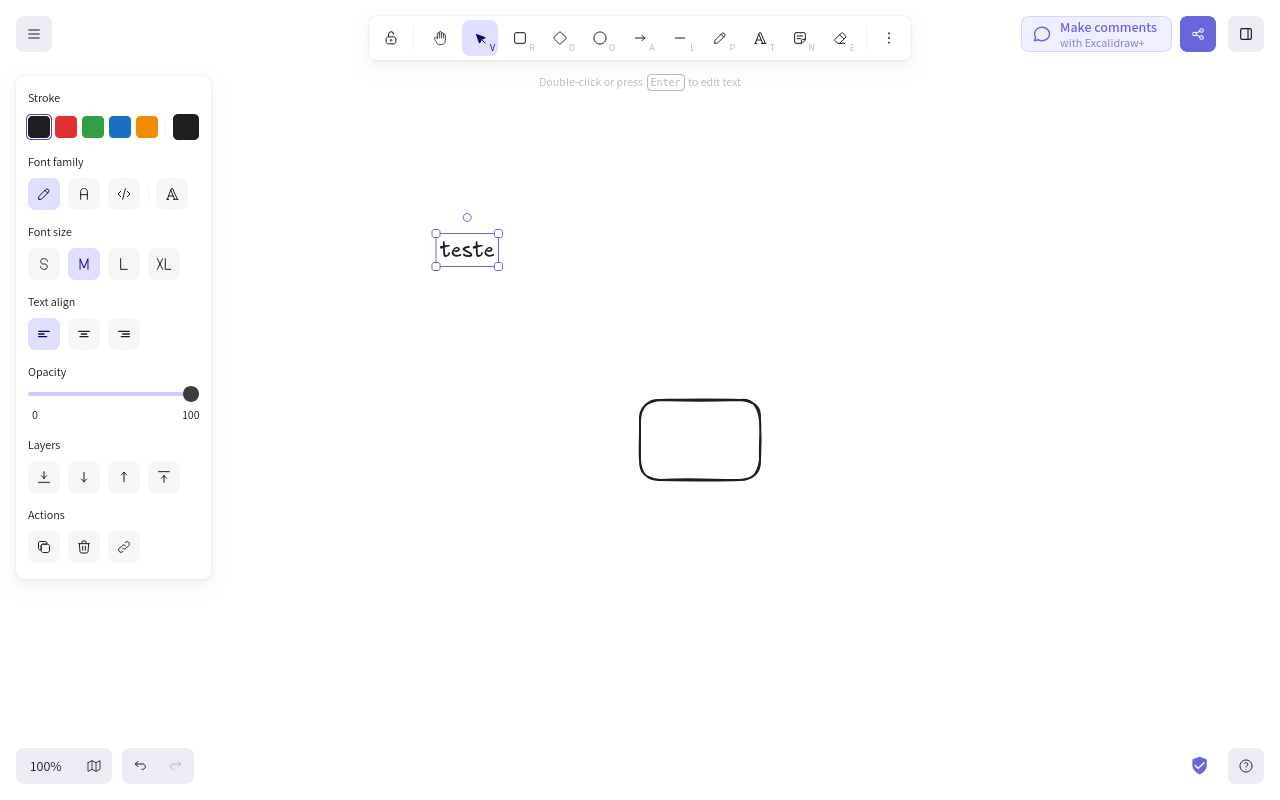 V
R
D
O
A
L
P
T
N
E
Make comments
with Excalidraw+
Double-click or press Enter to edit text
Stroke
Font family
Font size
S M L XL
Text align
Opacity
0 100
Layers
Actions
teste
100%